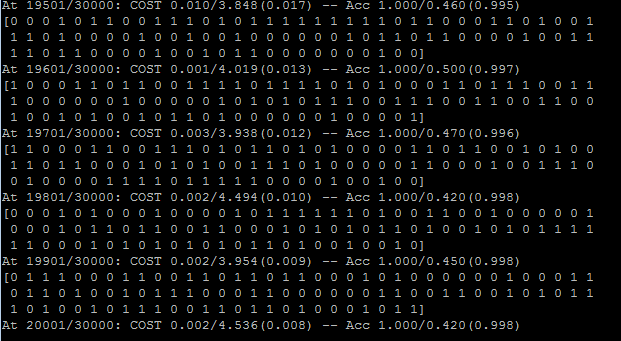 At 19501/30000: COST 0.010/3.848(0.017) -- Acc 1.000/0.460(0.995)
[0 0 0 1 0 1 1 0 0 1 1 0 1 1 1 0 1 1 1 1 1 1 1 1 1 0 1 1 0 0 0 1 1 0 1 0 0 1
 1 1 0 1 0 0 0 1 0 0 0 1 0 1 0 1 1 0 0 0 0 1 0 0 1 1 0 1 1 0 0 0 0 1 0 0 1 1
 1 1 0 1 1 0 0 0 0 1 0 0 1 0 1 1 0 0 0 0 0 0 0 0 1 0 0]
At 19601/30000: COST 0.001/4.019(0.013) -- Acc 1.000/0.500(0.997)
[1 0 0 0 1 1 0 1 1 0 1 1 1 1 0 1 1 1 1 0 1 0 1 0 0 0 1 1 0 1 1 1 0 0 1 1
 1 0 0 0 0 1 0 0 0 0 0 1 0 1 0 1 1 0 1 0 1 1 1 0 0 1 1 1 0 0 1 1 0 0 1 1 0 0
 1 0 0 1 0 0 1 0 1 0 1 1 0 1 0 1 1 0 0 1 0 0 0 0 1]
At 19701/30000: COST 0.003/3.938(0.012) -- Acc 1.000/0.470(0.996)
[1 1 0 0 0 1 1 0 0 1 1 1 0 1 1 0 1 1 0 1 0 1 0 0 0 0 0 1 1 0 1 1 0 0 1 0 1 0 0
 1 1 0 1 1 0 0 0 1 0 1 0 1 0 0 1 0 0 0 0 0 0 0 1 1 0 0 0 1 0 0 1 1 1 0
 0 1 0 0 0 0 1 1 1 1 0 1 1 1 1 1 0 0 0 0 1 0 0 1 0 0]
At 19801/30000: COST 0.002/4.494(0.010) -- Acc 1.000/0.420(0.998)
[0 0 0 1 0 1 0 0 1 0 0 0 0 1 0 1 1 1 1 1 1 0 1 0 1 0 0 1 1 0 0 1 0 0 0 0 0 1
 0 0 0 1 0 1 1 0 1 0 1 1 0 0 0 0 1 0 1 1 0 1 0 0 1 1 0 0 1 0 1 0 1 1 1 1
 1 1 0 0 0 1 0 1 0 1 0 1 0 1 1 0 1 0 1 1 0 0 1 0 0 1 0]
At 19901/30000: COST 0.002/3.954(0.009) -- Acc 1.000/0.450(0.998)
[0 1 1 1 0 0 0 1 1 0 0 1 1 0 1 0 1 1 0 0 0 1 0 1 0 0 0 0 0 0 1 0 0 0 1 1 0
 1 1 0 1 0 0 1 0 1 1 1 0 0 0 1 1 0 0 0 0 0 1 1 0 0 1 1 0 0 1 0 1 0 1 1
 1 0 1 0 0 1 0 1 0 1 1 1 0 0 1 1 0 1 0 0 0 1 0 1 1]
At 20001/30000: COST 0.002/4.536(0.008) -- Acc 1.000/0.420(0.998)